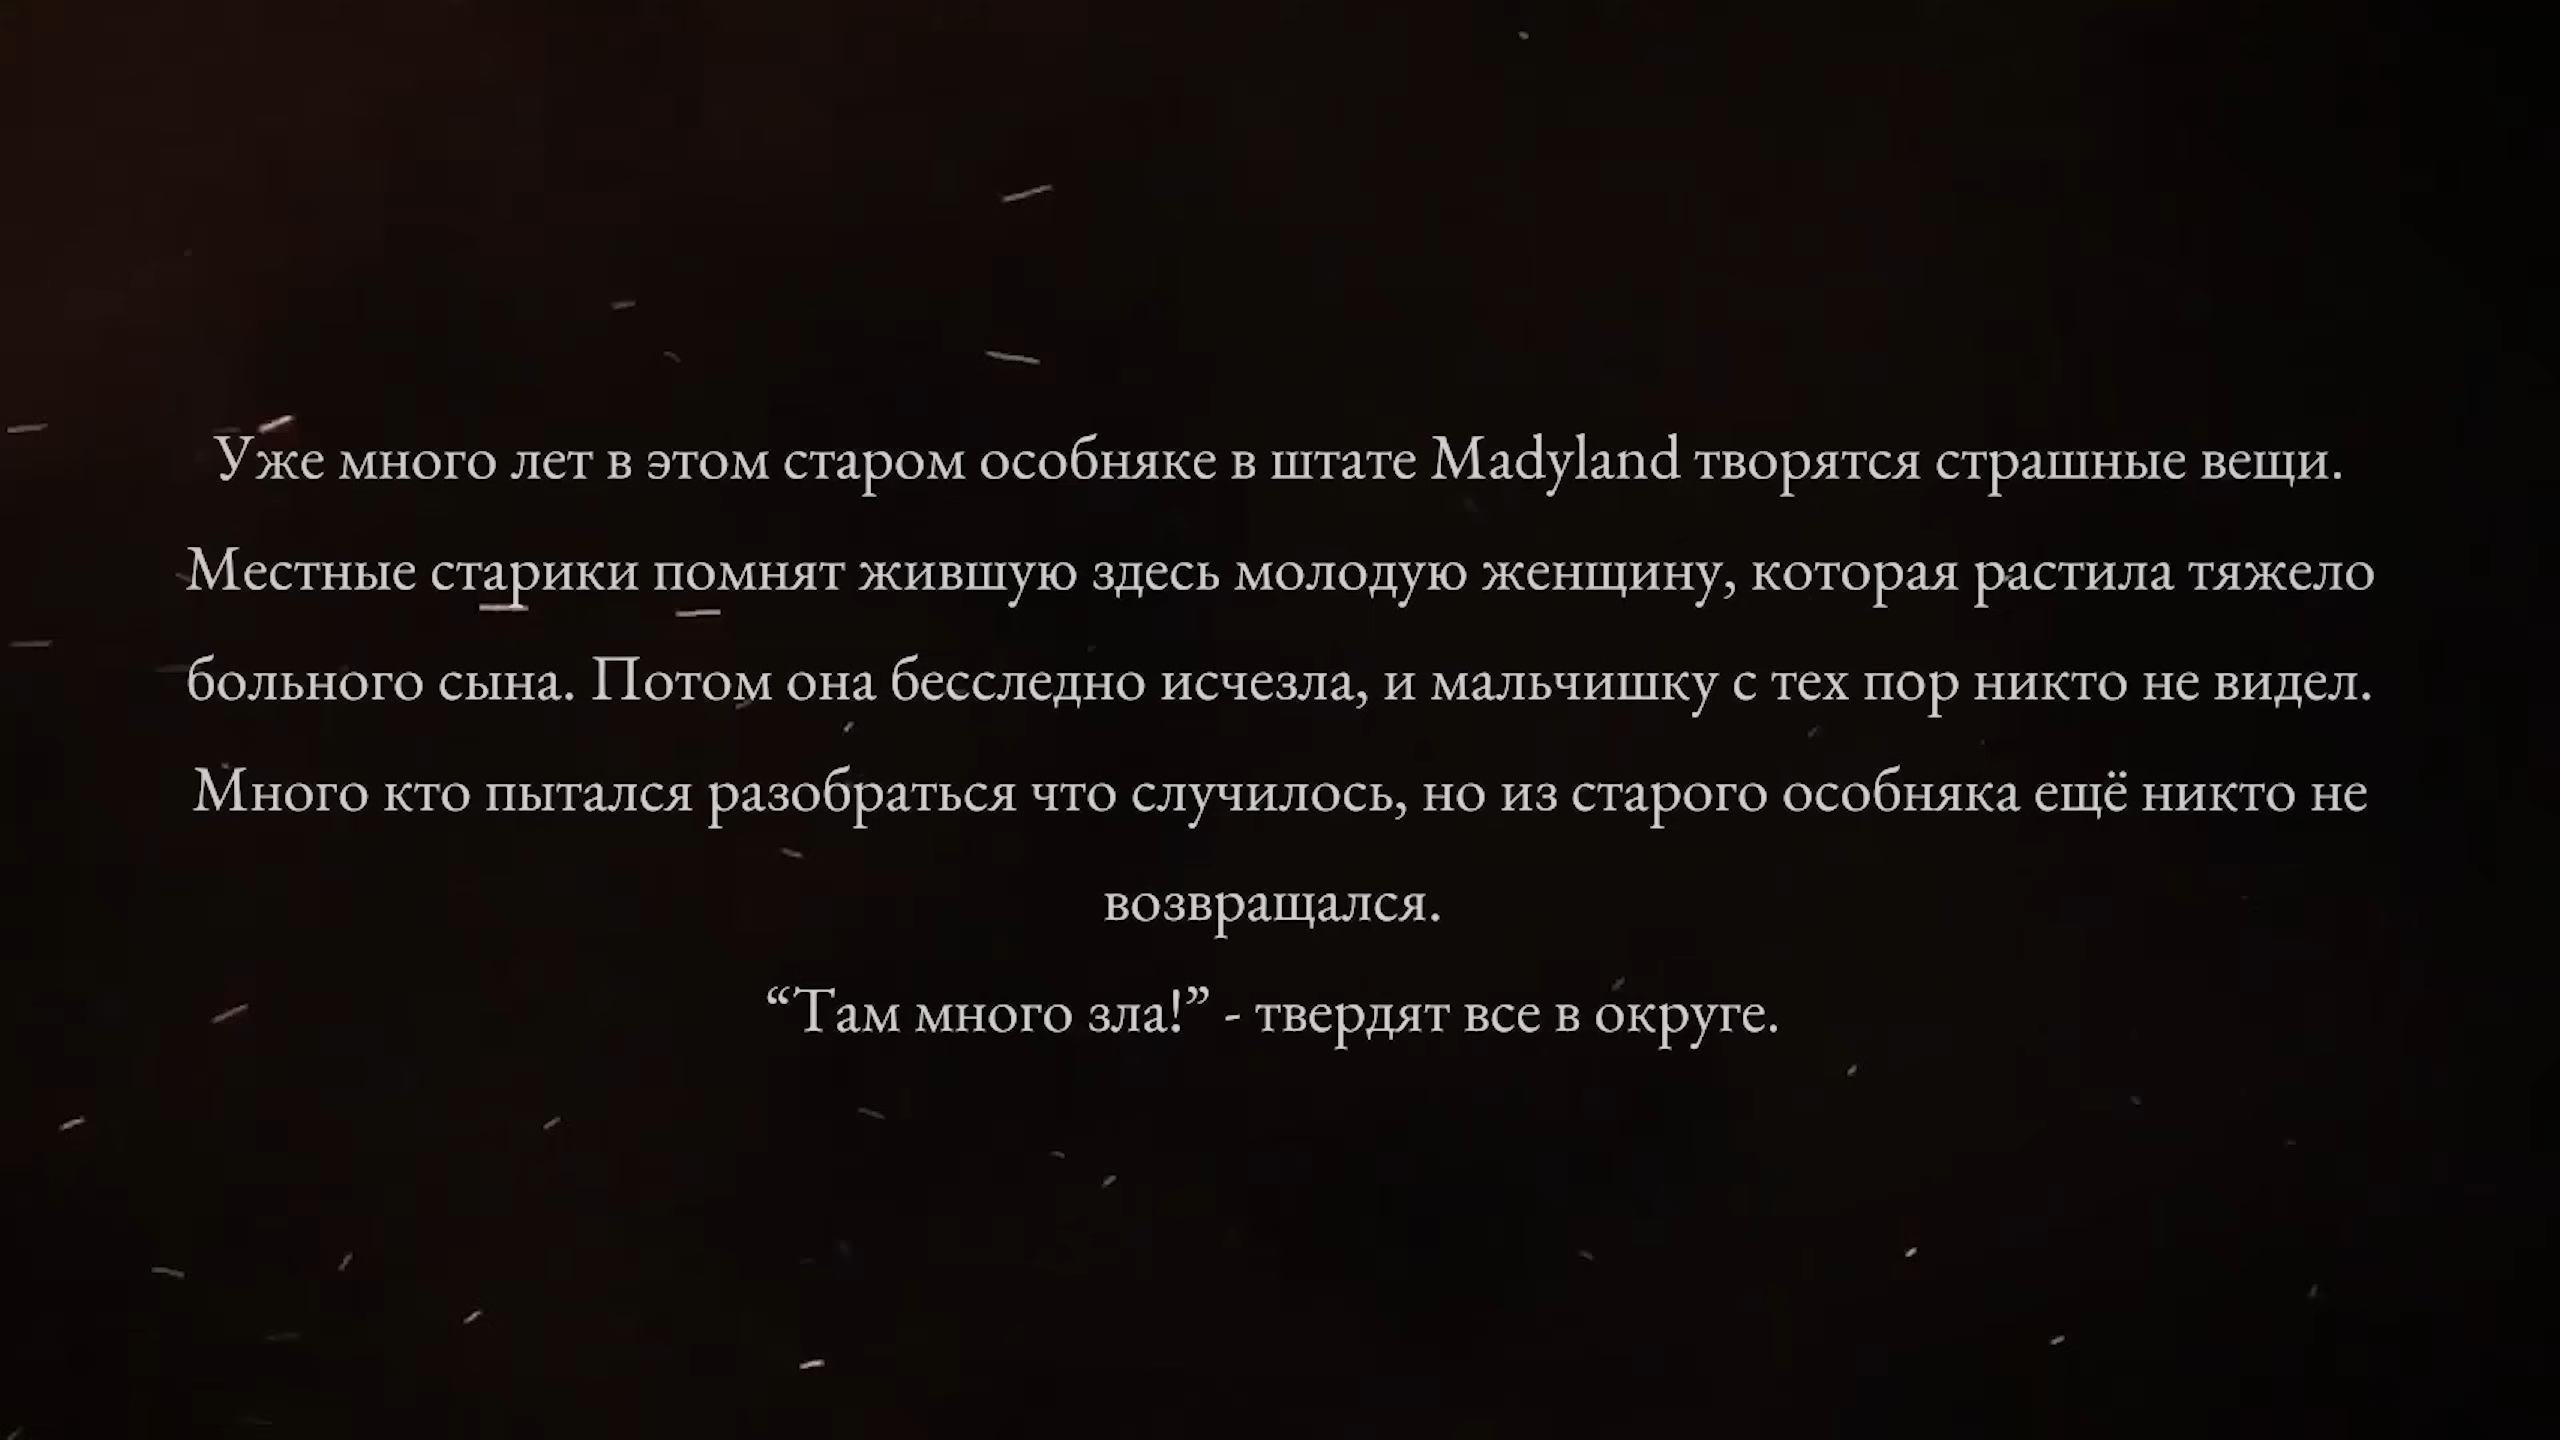 Уже много лет в этом старом особняке в штате Madyland творятся страшные вещи.
Местные старики помнят жившую здесь молодую женщину, которая растила тяжело
больного сына. Потом она бесследно исчезла, и мальчишку с тех пор никто не видел.
Много кто пытался разобраться что случилось, но из старого особняка ещё никто не
возвращался.
“Там много зла!” - твердят все в округе.